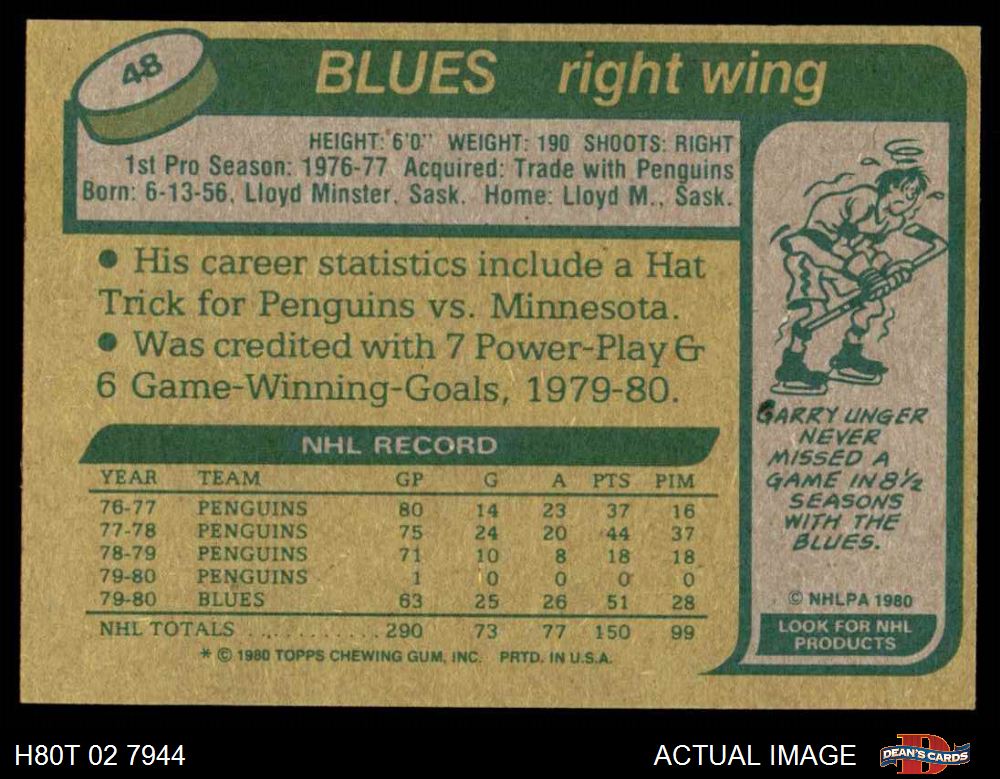 48
BLUES right wing
HEIGHT: 6'0" WEIGHT: 190 SHOOTS: RIGHT
1st Pro Season: 1976-77 Acquired: Trade with Penguins
Born: 6-13-56, Lloyd Minster, Sask. Home: Lloyd M., Sask.
• His career statistics include a Hat
Trick for Penguins vs. Minnesota.
• Was credited with 7 Power-Play &
6 Game-Winning-Goals, 1979-80.
NHL RECORD
YEAR TEAM GP G A PTS PIM
76-77 PENGUINS 80 14 23 37 16
77-78 PENGUINS 75 24 20 44 37
78-79 PENGUINS 71 10 8 18 18
79-80 PENGUINS 1 0 0 0 0
79-80 BLUES 63 25 26 51 28
NHL TOTALS ............ 290 73 77 150 99
* © 1980 TOPPS CHEWING GUM, INC. PRTD. IN U.S.A.
GARRY UNGER
NEVER
MISSED A
GAME IN 8½
SEASONS
WITH THE
BLUES.
© NHLPA 1980
LOOK FOR NHL
PRODUCTS
H80T 02 7944
ACTUAL IMAGE
DEAN'S CARDS